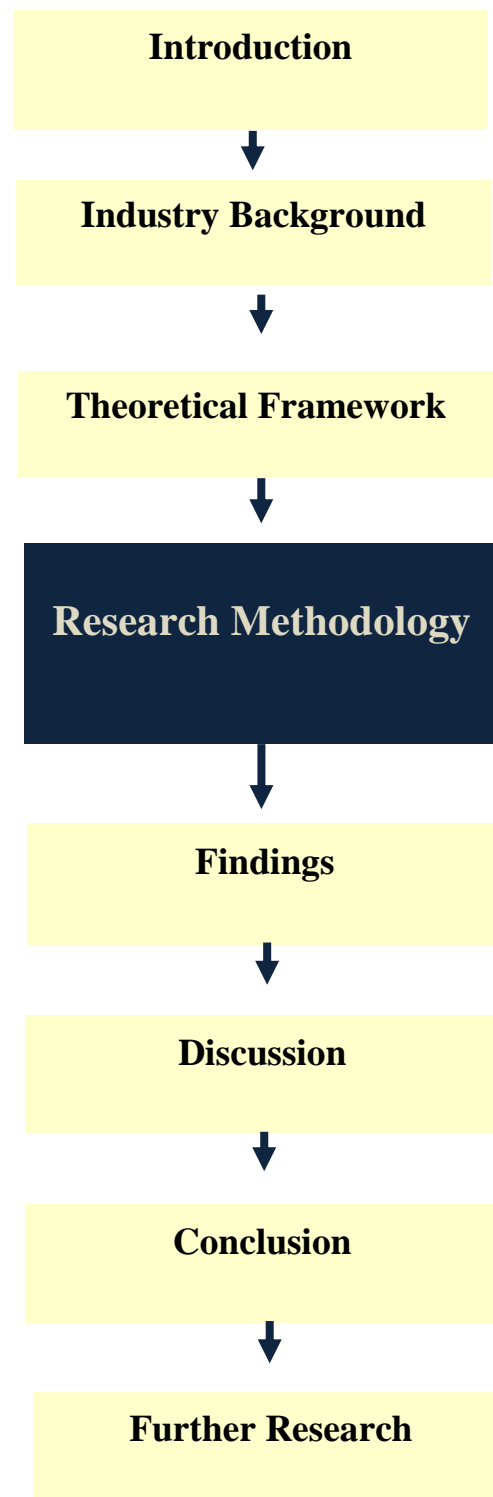 Introduction
Industry Background
Theoretical Framework
Research Methodology
Findings
Discussion
Conclusion
Further Research